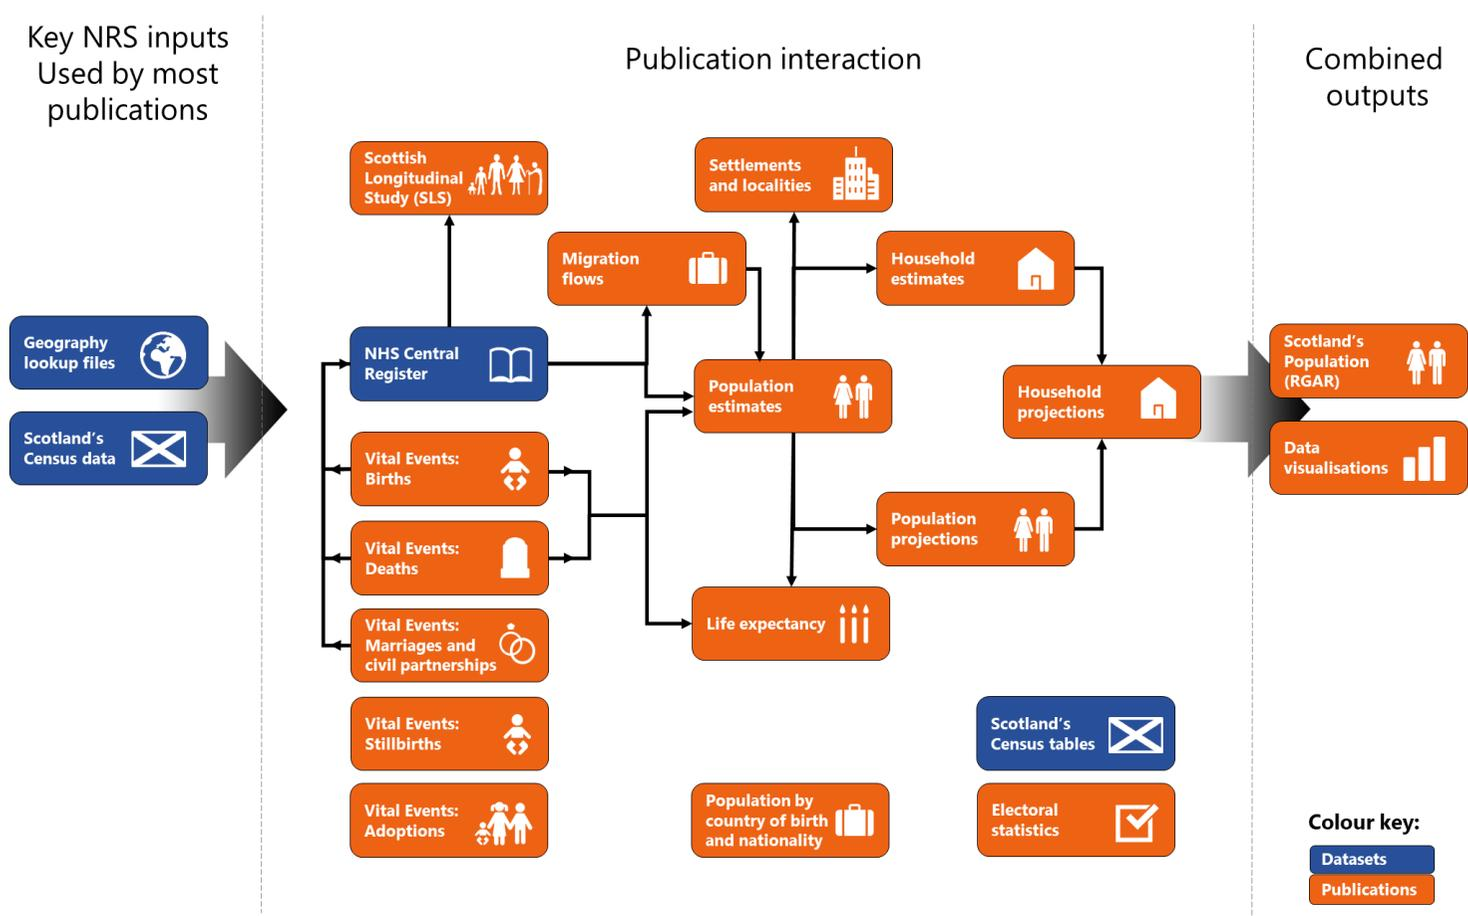 Key NRS inputs
Used by most
publications
Publication interaction
Combined
outputs
Scottish
Longitudinal
Study (SLS)
Settlements
and localities
Migration
flows
Household
estimates
Geography
lookup files
NHS Central
Register
Population
estimates
Household
projections
Scotland's
Population
(RGAR)
Scotland's
Census data
Vital Events:
Births
Data
visualisations
Vital Events:
Deaths
Population
projections
Vital Events:
Marriages and
civil partnerships
Life expectancy
Vital Events:
Stillbirths
Scotland's
Census tables
Vital Events:
Adoptions
Population by
country of birth
and nationality
Electoral
statistics
Colour key:
Datasets
Publications